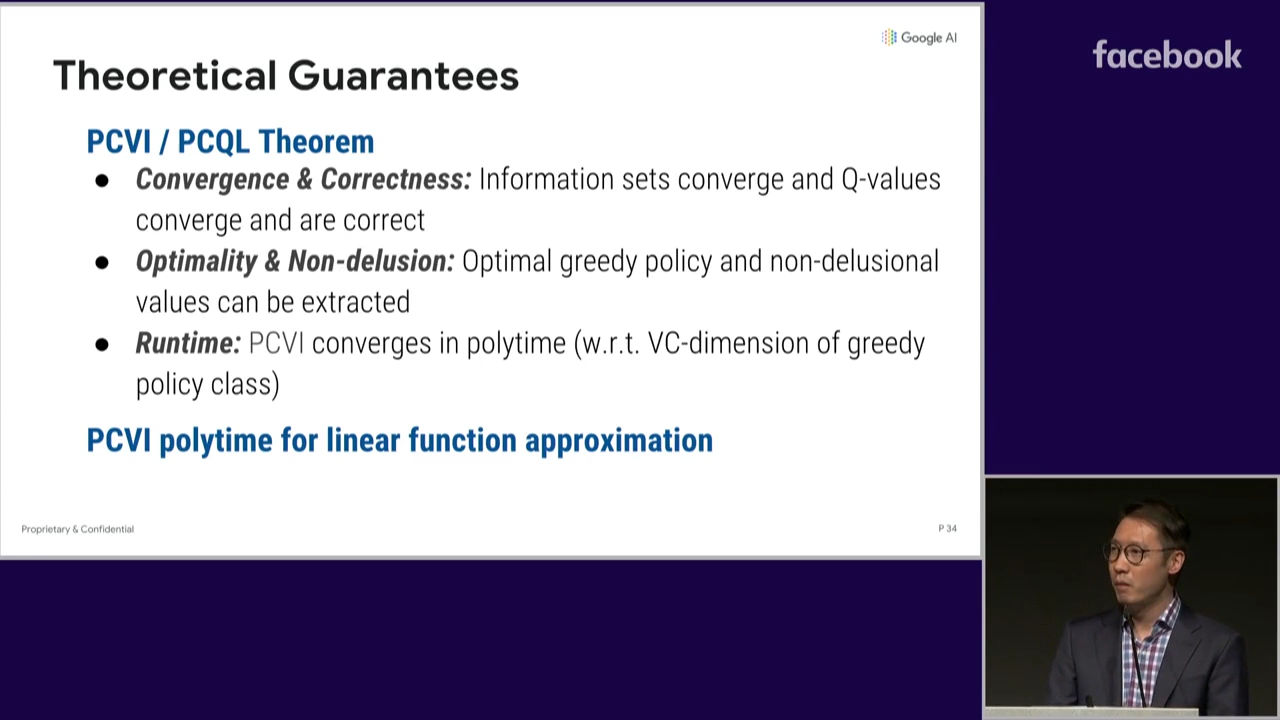 Google AI
facebook
Theoretical Guarantees
PCVI / PCQL Theorem
● Convergence & Correctness: Information sets converge and Q-values
converge and are correct
● Optimality & Non-delusion: Optimal greedy policy and non-delusional
values can be extracted
● Runtime: PCVI converges in polytime (w.r.t. VC-dimension of greedy
policy class)
PCVI polytime for linear function approximation
Proprietary & Confidential
P 34